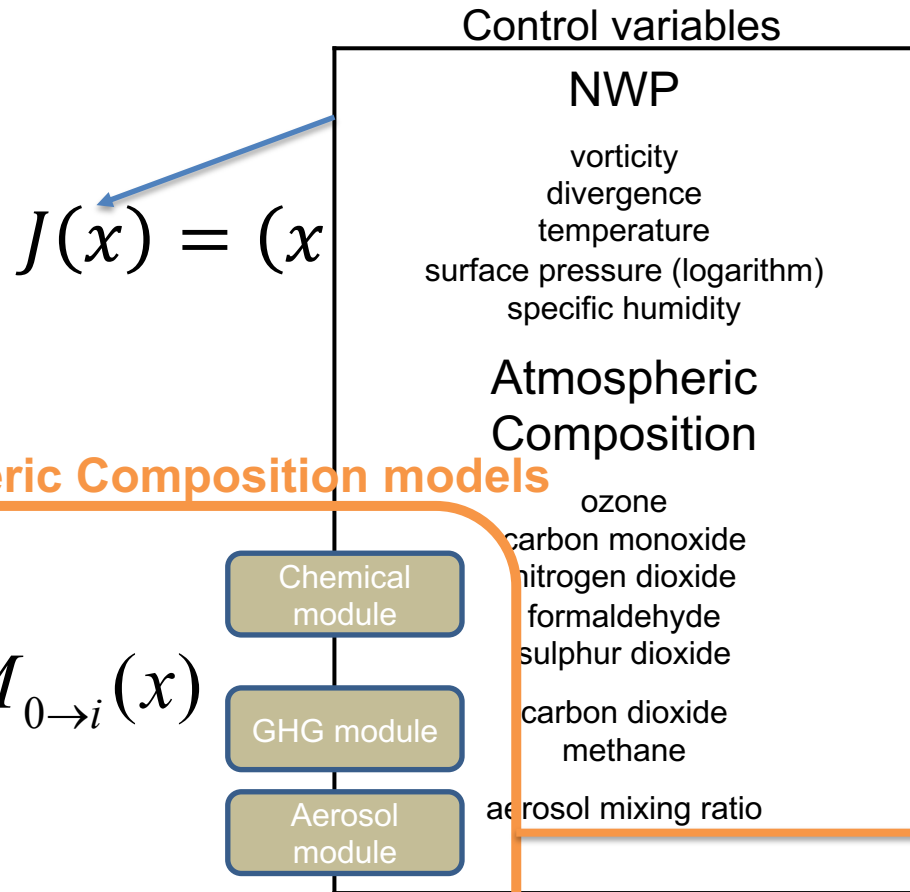 Control variables
NWP
vorticity
divergence
temperature
surface pressure (logarithm)
specific humidity
J(x) = (x
Atmospheric
Composition
eric Composition models
ozone
carbon monoxide
nitrogen dioxide
formaldehyde
sulphur dioxide
carbon dioxide
methane
aerosol mixing ratio
Chemical
module
M₀→ᵢ(x)
GHG module
Aerosol
module